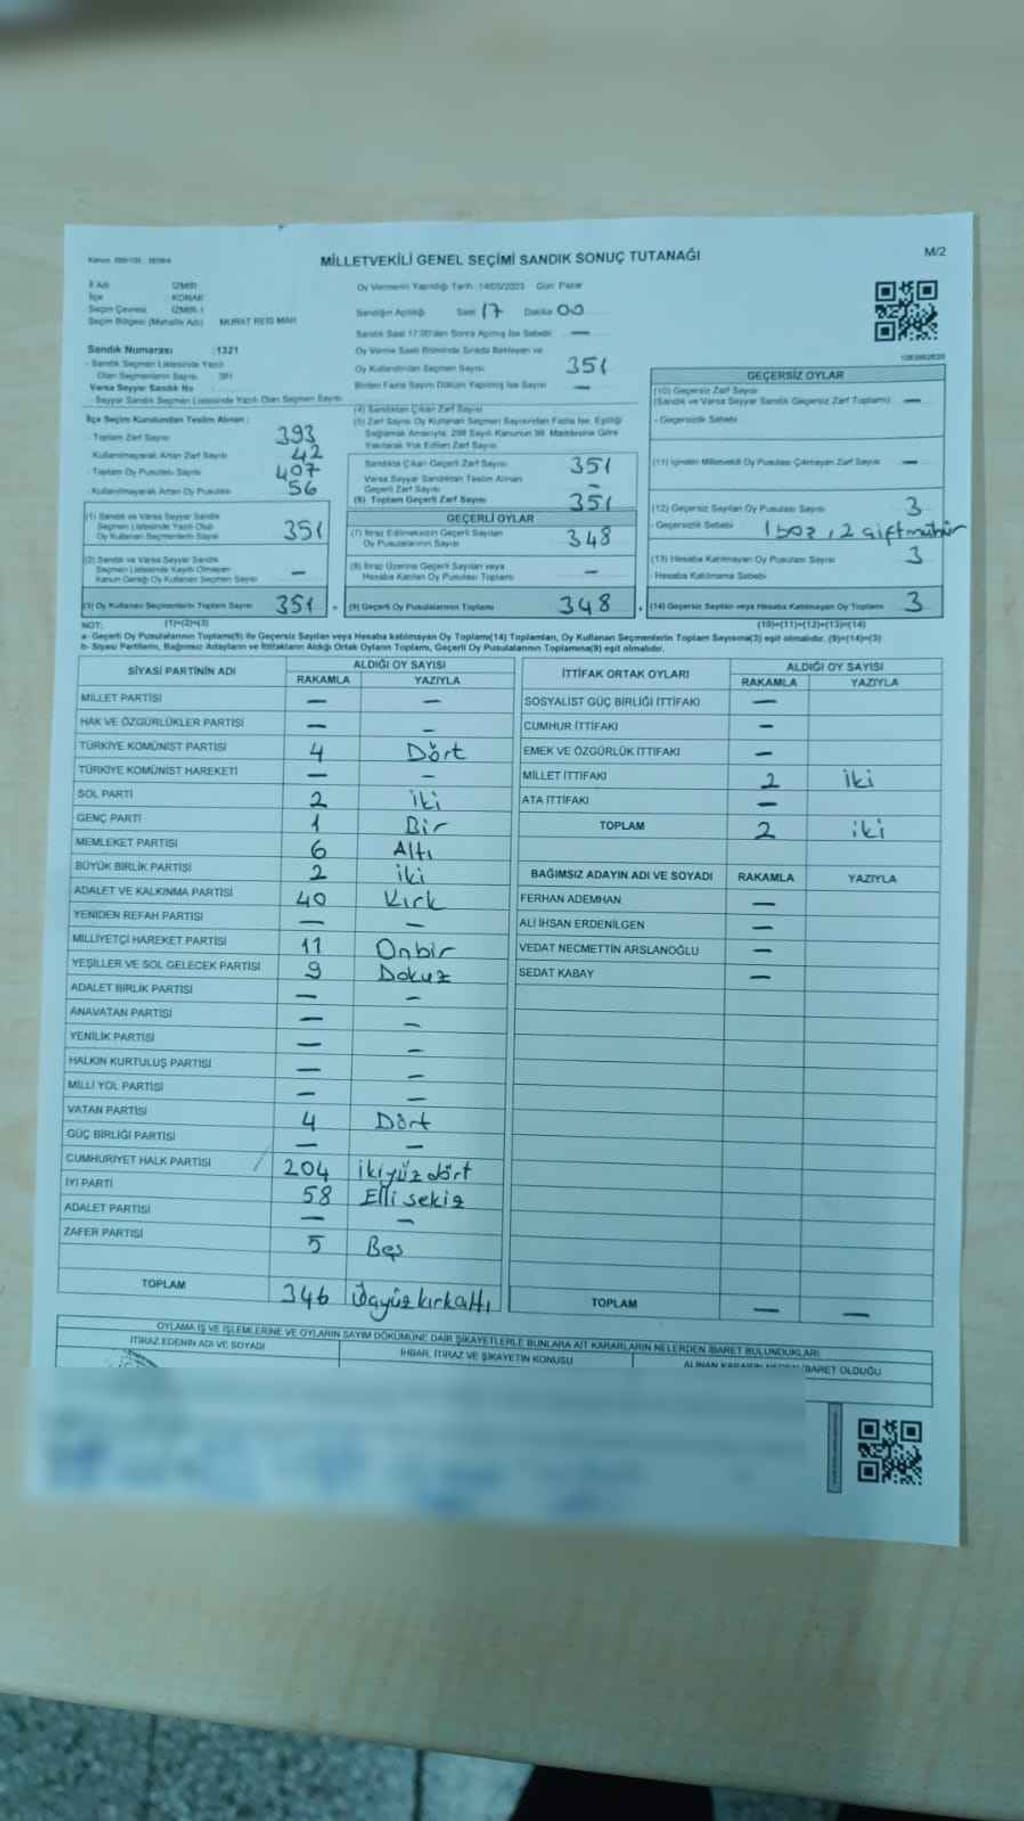 MİLLETVEKİLİ GENEL SEÇİMİ SANDIK SONUÇ TUTANAĞI
M/2
İl Adı İZMİR
İlçe KONAK
Seçim Çevresi İZMİR-1
Seçim Bölgesi (Mahalle Adı) MURAT REİS MAH.
Oy Vermenin Yapıldığı Tarih : 14/05/2023 Gün: Pazar
Sandığın Açıldığı Saat 17 Dakika 00
Sandık Saat 17:00'den Sonra Açılmış İse Sebebi: —
Sandık Numarası : 1321
- Sandık Seçmen Listesinde Yazılı
Olan Seçmenlerin Sayısı
Varsa Seyyar Sandık No
- Seyyar Sandık Seçmen Listesinde Yazılı Olan Seçmen Sayısı
Oy Verme Saati Bitiminde Sırada Bekleyen ve
Oy Kullandırılan Seçmen Sayısı 351
Birden Fazla Sayım Döküm Yapılmış İse Sayısı —
İlçe Seçim Kurulundan Teslim Alınan :
- Toplam Zarf Sayısı 393
Kullanılmayarak Artan Zarf Sayısı 42
- Toplam Oy Pusulası Sayısı 407
- Kullanılmayarak Artan Oy Pusulası 56
(1) Sandık ve Varsa Seyyar Sandık
Seçmen Listesinde Yazılı Olup
Oy Kullanan Seçmenlerin Sayısı 351
(2) Sandık ve Varsa Seyyar Sandık
Seçmen Listesinde Kayıtlı Olmayan
Kanun Gereği Oy Kullanan Seçmen Sayısı —
(3) Oy Kullanan Seçmenlerin Toplam Sayısı 351
(1)+(2)=(3)
(4) Sandıktan Çıkan Zarf Sayısı
(5) Zarf Sayısı Oy Kullanan Seçmen Sayısından Fazla İse, Eşitliği
Sağlamak Amacıyla 298 Sayılı Kanunun 98. Maddesine Göre
Yakılarak Yok Edilen Zarf Sayısı
Sandıkta Çıkan Geçerli Zarf Sayısı 351
Varsa Seyyar Sandıktan Teslim Alınan
Geçerli Zarf Sayısı —
(6) Toplam Geçerli Zarf Sayısı 351
GEÇERLİ OYLAR
(7) İtiraz Edilmeksizin Geçerli Sayılan
Oy Pusulalarının Sayısı 348
(8) İtiraz Üzerine Geçerli Sayılan veya
Hesaba Katılan Oy Pusulası Toplamı —
(9) Geçerli Oy Pusulalarının Toplamı 348
GEÇERSİZ OYLAR
(10) Geçersiz Zarf Sayısı
(Sandık ve Varsa Seyyar Sandık Geçersiz Zarf Toplamı) —
- Geçersizlik Sebebi
(11) İçinden Milletvekili Oy Pusulası Çıkmayan Zarf Sayısı —
(12) Geçersiz Sayılan Oy Pusulası Sayısı 3
- Geçersizlik Sebebi 1 boş, 2 çift mühür
(13) Hesaba Katılmayan Oy Pusulası Sayısı 3
- Hesaba Katılmama Sebebi
(14) Geçersiz Sayılan veya Hesaba Katılmayan Oy Toplamı 3
(10)+(11)+(12)+(13)=(14)
NOT:
a- Geçerli Oy Pusulalarının Toplamı(9) ile Geçersiz Sayılan veya Hesaba katılmayan Oy Toplamı(14) Toplamları, Oy Kullanan Seçmenlerin Toplam Sayısına(3) eşit olmalıdır. (9)+(14)=(3)
b- Siyasi Partilerin, Bağımsız Adayların ve İttifakların Aldığı Ortak Oyların Toplamı, Geçerli Oy Pusulalarının Toplamına(9) eşit olmalıdır.
SİYASİ PARTİNİN ADI ALDIĞI OY SAYISI
RAKAMLA YAZIYLA
MİLLET PARTİSİ — —
HAK VE ÖZGÜRLÜKLER PARTİSİ — —
TÜRKİYE KOMÜNİST PARTİSİ 4 Dört
TÜRKİYE KOMÜNİST HAREKETİ — —
SOL PARTİ 2 İki
GENÇ PARTİ 1 Bir
MEMLEKET PARTİSİ 6 Altı
BÜYÜK BİRLİK PARTİSİ 2 iki
ADALET VE KALKINMA PARTİSİ 40 Kırk
YENİDEN REFAH PARTİSİ — —
MİLLİYETÇİ HAREKET PARTİSİ 11 Onbir
YEŞİLLER VE SOL GELECEK PARTİSİ 9 Dokuz
ADALET BİRLİK PARTİSİ — —
ANAVATAN PARTİSİ — —
YENİLİK PARTİSİ — —
HALKIN KURTULUŞ PARTİSİ — —
MİLLİ YOL PARTİSİ — —
VATAN PARTİSİ 4 Dört
GÜÇ BİRLİĞİ PARTİSİ — —
CUMHURİYET HALK PARTİSİ 204 ikiyüz dört
İYİ PARTİ 58 Elli sekiz
ADALET PARTİSİ — —
ZAFER PARTİSİ 5 Beş
TOPLAM 346 Üçyüz kırkaltı
İTTİFAK ORTAK OYLARI ALDIĞI OY SAYISI
RAKAMLA YAZIYLA
SOSYALİST GÜÇ BİRLİĞİ İTTİFAKI —
CUMHUR İTTİFAKI —
EMEK VE ÖZGÜRLÜK İTTİFAKI —
MİLLET İTTİFAKI 2 İki
ATA İTTİFAKI —
TOPLAM 2 iki
BAĞIMSIZ ADAYIN ADI VE SOYADI RAKAMLA YAZIYLA
FERHAN ADEMHAN —
ALİ İHSAN ERDENİLGEN —
VEDAT NECMETTİN ARSLANOĞLU —
SEDAT KABAY —
TOPLAM — —
OYLAMA İŞ VE İŞLEMLERİNE VE OYLARIN SAYIM DÖKÜMÜNE DAİR ŞİKAYETLERLE BUNLARA AİT KARARLARIN NELERDEN İBARET BULUNDUKLARI
İTİRAZ EDENİN ADI VE SOYADI
İHBAR, İTİRAZ VE ŞİKAYETİN KONUSU
ALINAN İBARET OLDUĞU